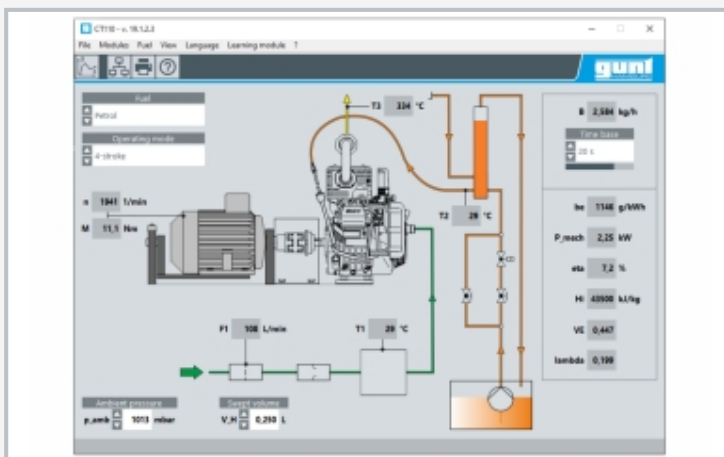 CT110 - v. 19.1.2.3
File Modules Fuel View Language Learning module ?
gunt
Fuel
Petrol
Operating mode
4-stroke
T3 334 °C
B 2,584 kg/h
Time base
20 s
n 1941 1/min
M 11,1 Nm
T2 28 °C
be 1146 g/kWh
P_mech 2,25 kW
eta 7,2 %
Hi 43500 kJ/kg
VE 0,447
lambda 0,199
F1 108 L/min
T1 29 °C
Ambient pressure
p_amb 1013 mbar
Swept volume
V_H 0,250 L